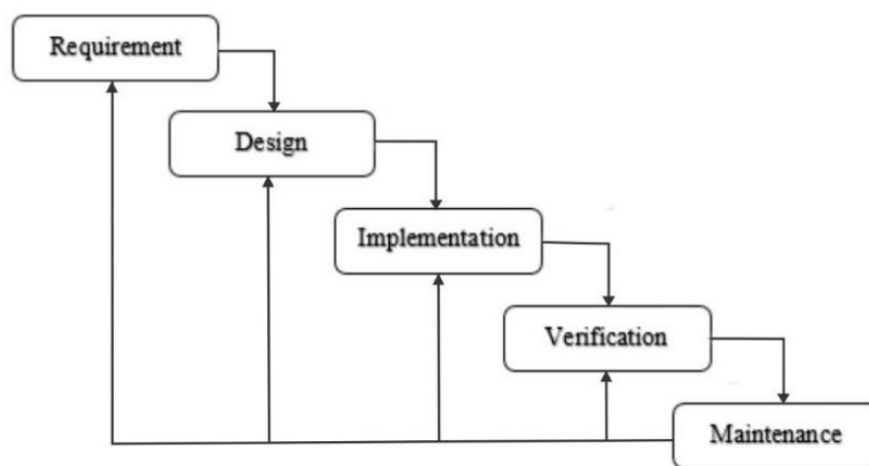 Requirement
Design
Implementation
Verification
Maintenance